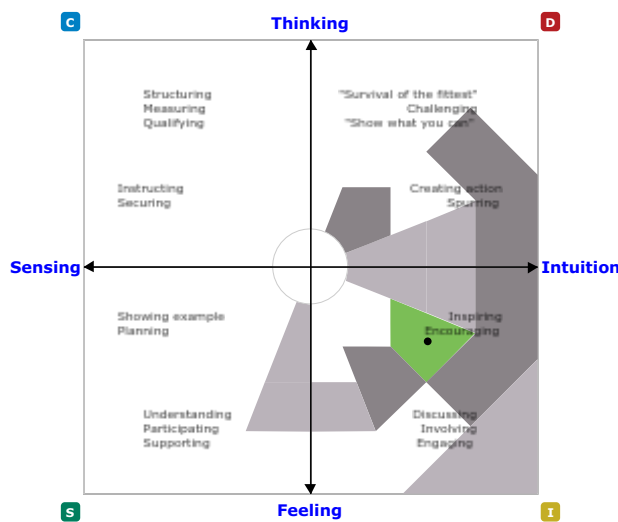 C
Thinking
D
Structuring
Measuring
Qualifying
"Survival of the fittest"
Challenging
"Show what you can"
Instructing
Securing
Creating action
Spurring
Sensing
Intuition
Showing example
Planning
Inspiring
Encouraging
Understanding
Participating
Supporting
Discussing
Involving
Engaging
S
Feeling
I